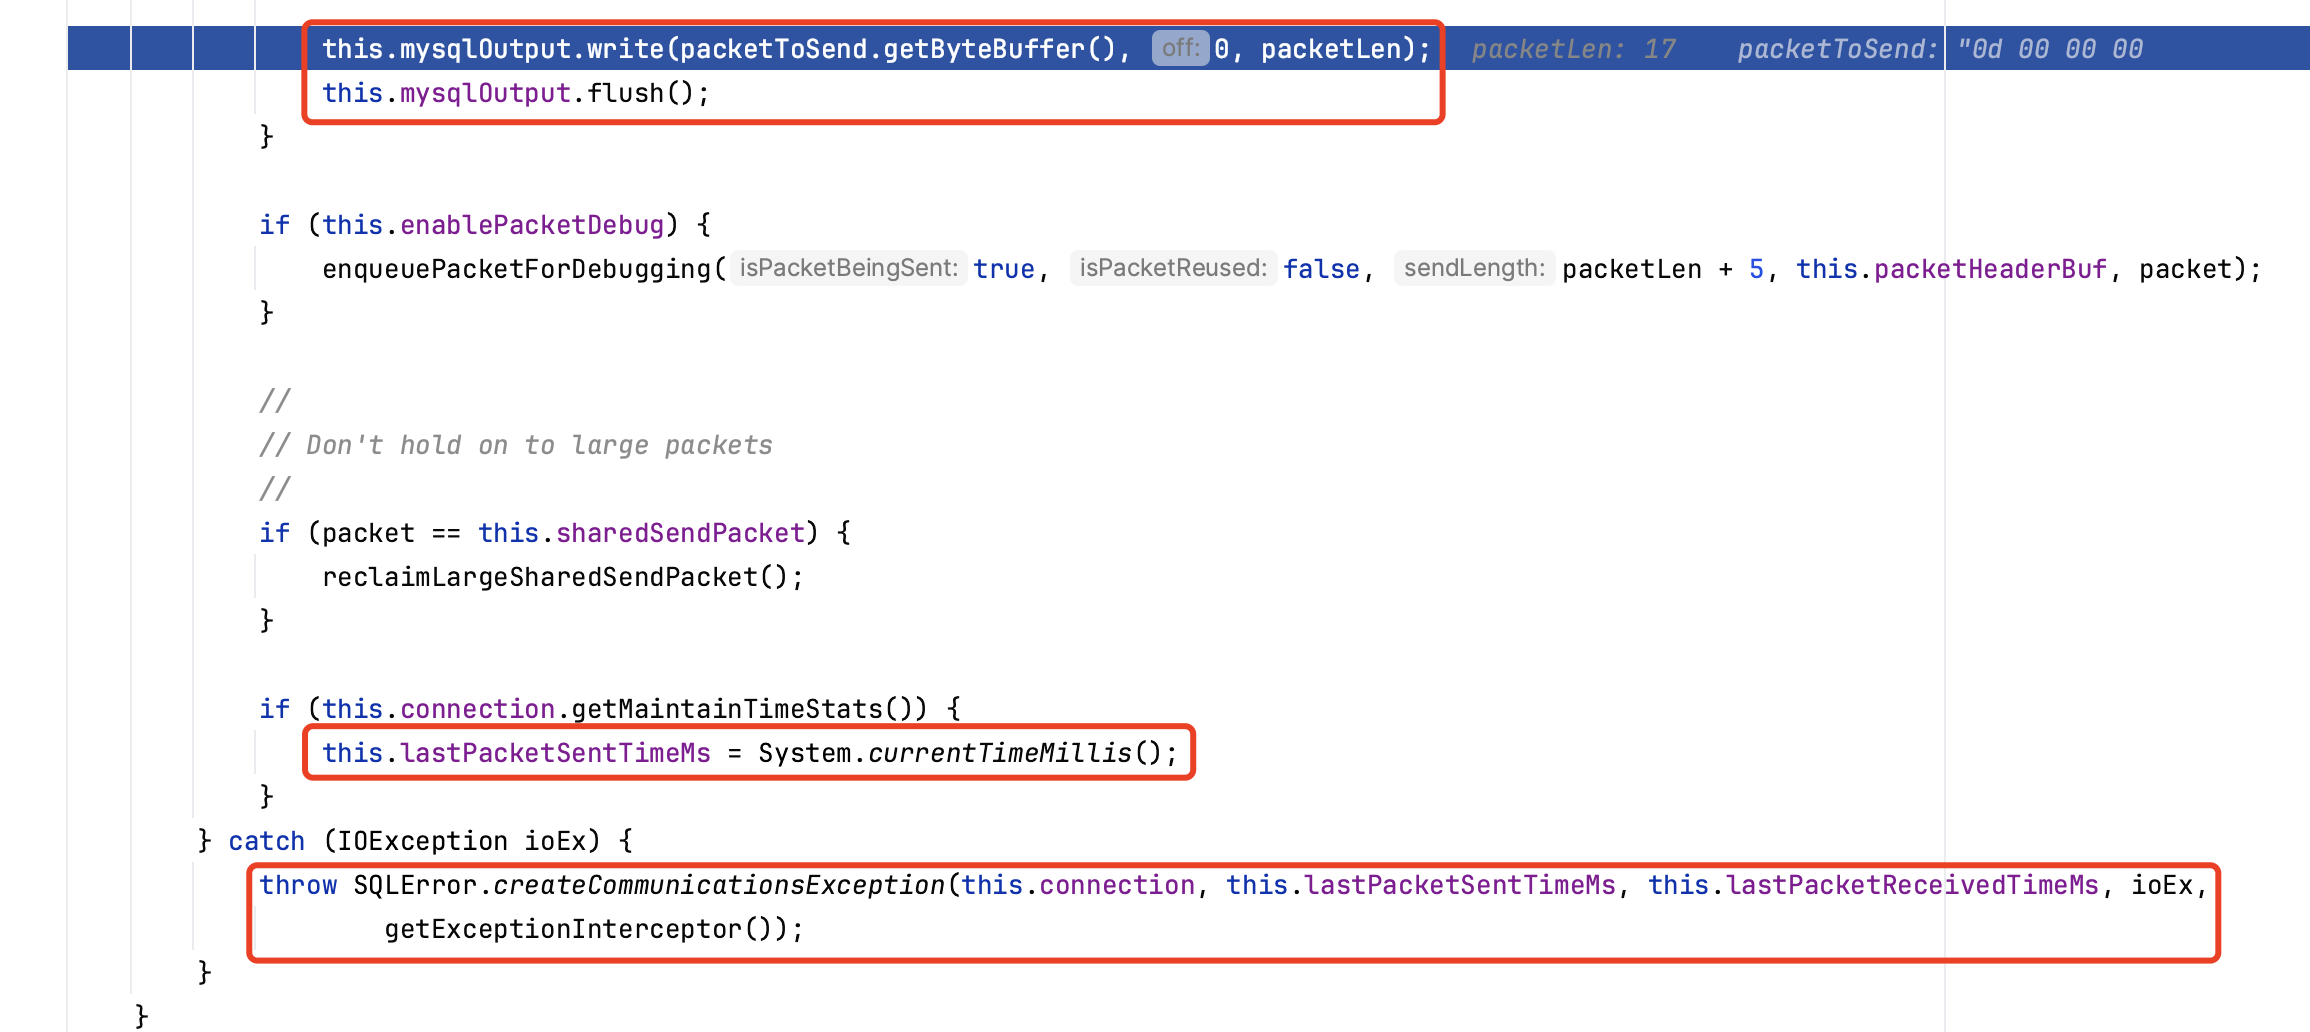 this.mysqlOutput.write(packetToSend.getByteBuffer(), off: 0, packetLen); packetLen: 17 packetToSend: "0d 00 00 00
this.mysqlOutput.flush();
}
if (this.enablePacketDebug) {
enqueuePacketForDebugging( isPacketBeingSent: true, isPacketReused: false, sendLength: packetLen + 5, this.packetHeaderBuf, packet);
}
//
// Don't hold on to large packets
//
if (packet == this.sharedSendPacket) {
reclaimLargeSharedSendPacket();
}
if (this.connection.getMaintainTimeStats()) {
this.lastPacketSentTimeMs = System.currentTimeMillis();
}
} catch (IOException ioEx) {
throw SQLError.createCommunicationsException(this.connection, this.lastPacketSentTimeMs, this.lastPacketReceivedTimeMs, ioEx,
getExceptionInterceptor());
}
}